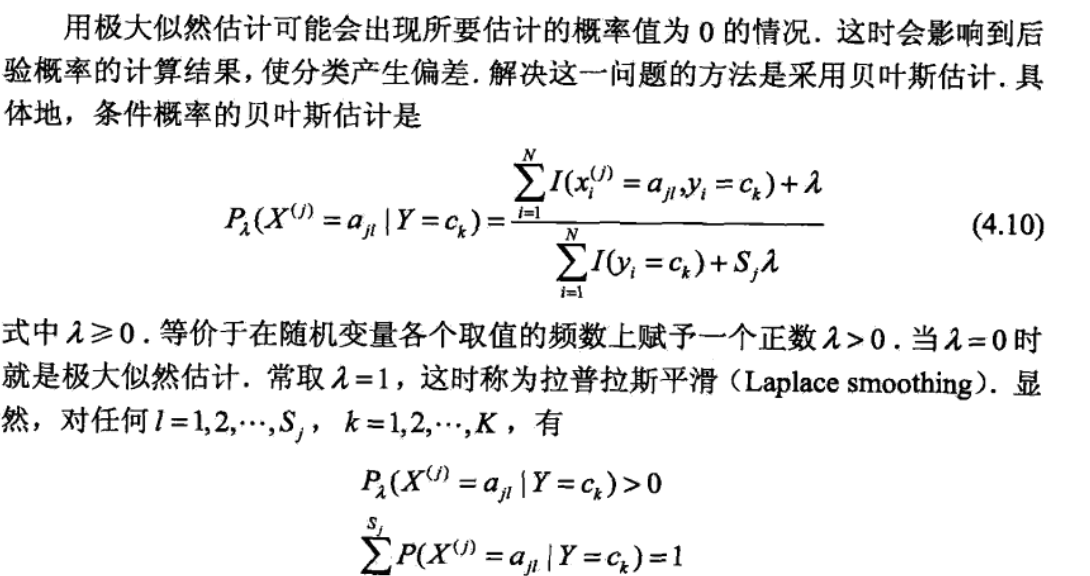 用极大似然估计可能会出现所要估计的概率值为 0 的情况．这时会影响到后
验概率的计算结果，使分类产生偏差．解决这一问题的方法是采用贝叶斯估计．具
体地，条件概率的贝叶斯估计是
$$P_{\lambda}(X^{(j)}=a_{jl}\mid Y=c_k)=\frac{\sum_{i=1}^{N}I(x_i^{(j)}=a_{jl},y_i=c_k)+\lambda}{\sum_{i=1}^{N}I(y_i=c_k)+S_j\lambda}$$ (4.10)
式中 λ≥0．等价于在随机变量各个取值的频数上赋予一个正数 λ>0．当 λ=0 时
就是极大似然估计．常取 λ=1，这时称为拉普拉斯平滑（Laplace smoothing）．显
然，对任何 $l=1,2,\cdots,S_j$，$k=1,2,\cdots,K$，有
$$P_{\lambda}(X^{(j)}=a_{jl}\mid Y=c_k)>0$$
$$\sum^{S_j}P(X^{(j)}=a_{jl}\mid Y=c_k)=1$$